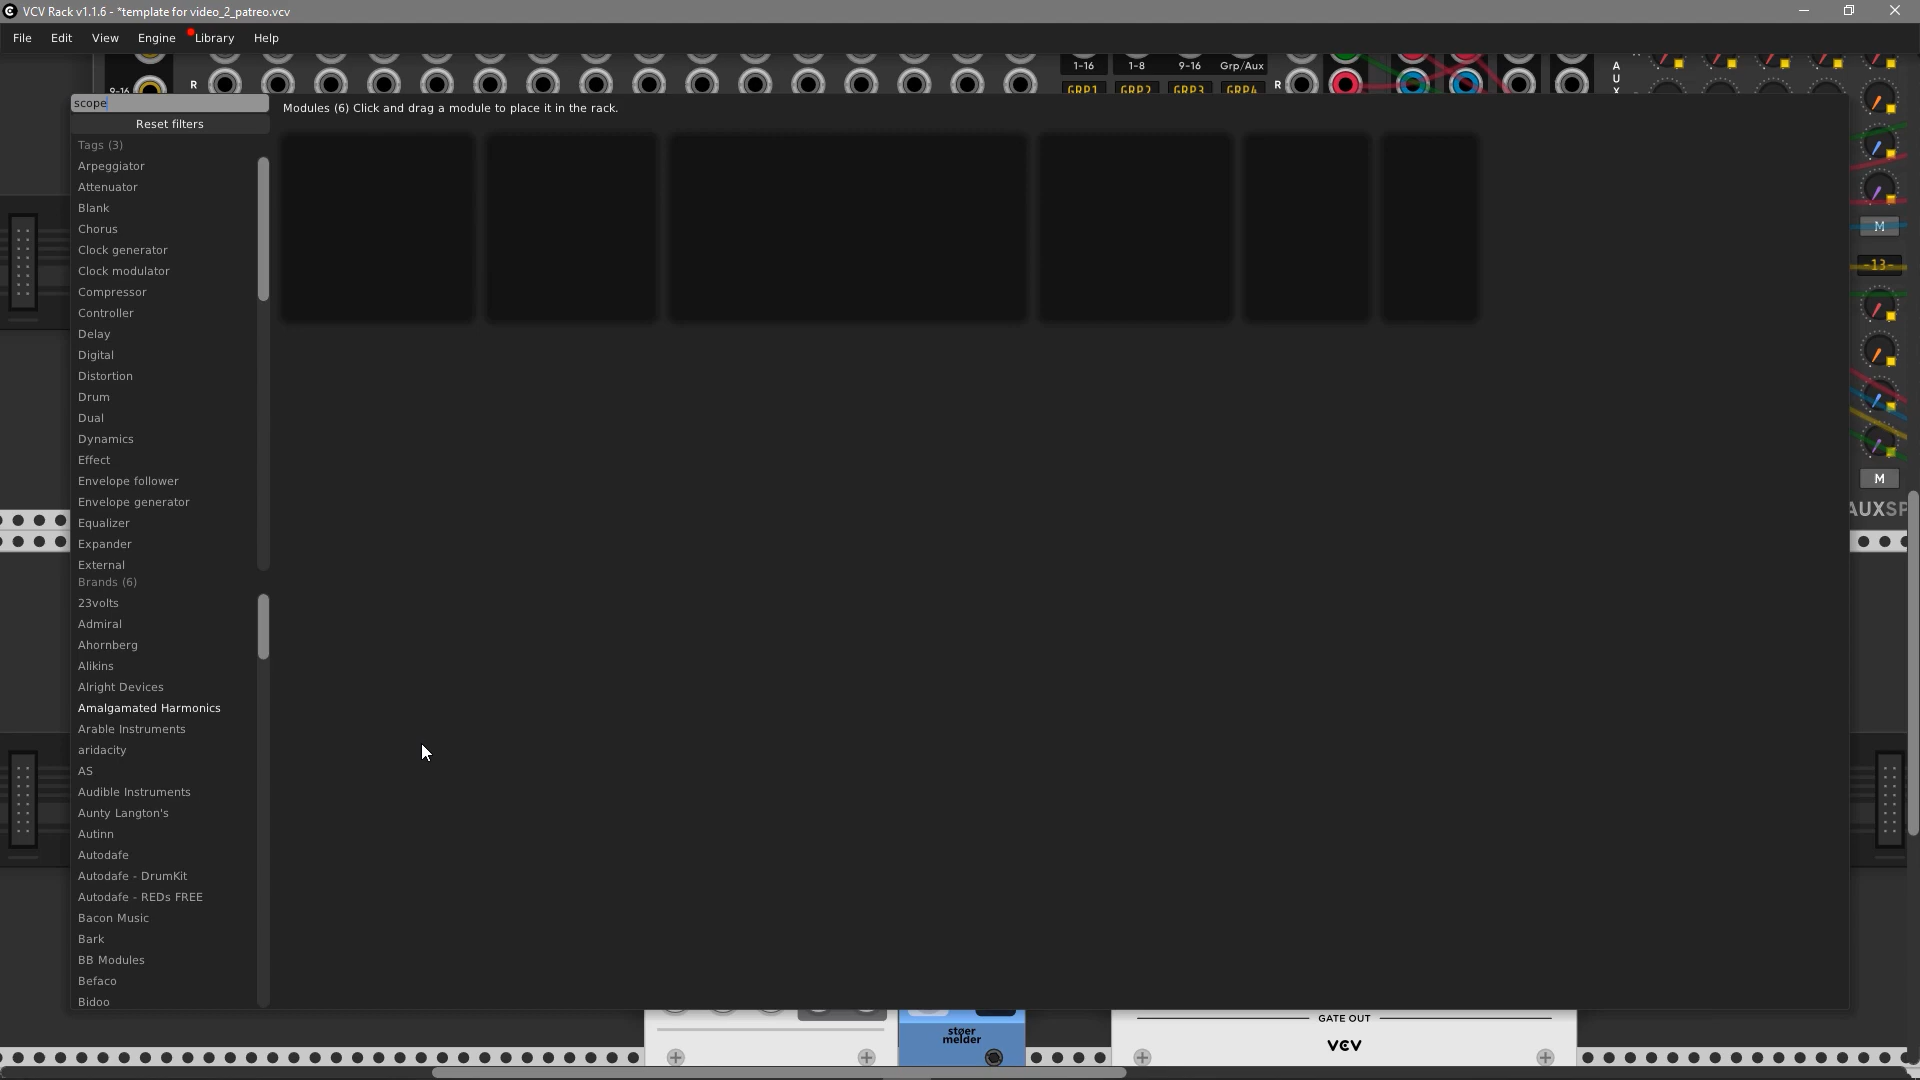 VCV Rack v1.1.6 - *template for video_2_patreo.vcv
File Edit View Engine Library Help
1-16 1-8 9-16 Grp/Aux
R
A
U
X
9-16
GRP1 GRP2 GRP3 GRP4 R
scope
Modules (6) Click and drag a module to place it in the rack.
Reset filters
Tags (3)
Arpeggiator
Attenuator
Blank
Chorus
Clock generator
Clock modulator
Compressor
Controller
Delay
Digital
Distortion
Drum
Dual
Dynamics
Effect
Envelope follower
Envelope generator
Equalizer
Expander
External
Brands (6)
23volts
Admiral
Ahornberg
Alikins
Alright Devices
Amalgamated Harmonics
Arable Instruments
aridacity
AS
Audible Instruments
Aunty Langton's
Autinn
Autodafe
Autodafe - DrumKit
Autodafe - REDs FREE
Bacon Music
Bark
BB Modules
Befaco
Bidoo
M
-13-
M
AUXSP
støer
melder
GATE OUT
VCV